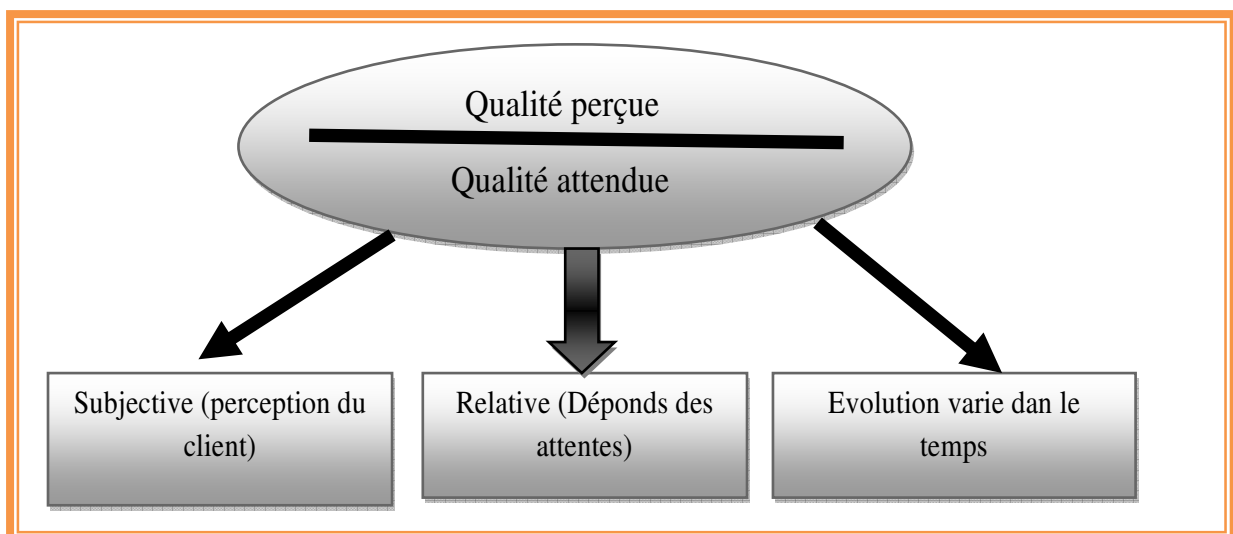 Qualité perçue
Qualité attendue
Subjective (perception du
client)
Relative (Déponds des
attentes)
Evolution varie dan le
temps